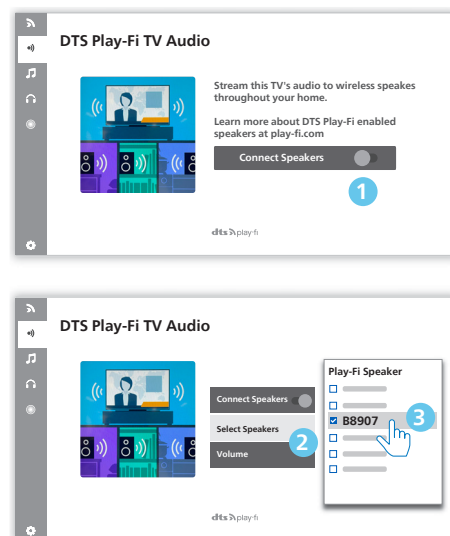 DTS Play-Fi TV Audio
Stream this TV's audio to wireless speakes
throughout your home.
Learn more about DTS Play-Fi enabled
speakers at play-fi.com
Connect Speakers
1
dts play-fi
DTS Play-Fi TV Audio
Connect Speakers
Select Speakers
2
Volume
Play-Fi Speaker
B8907
3
dts play-fi